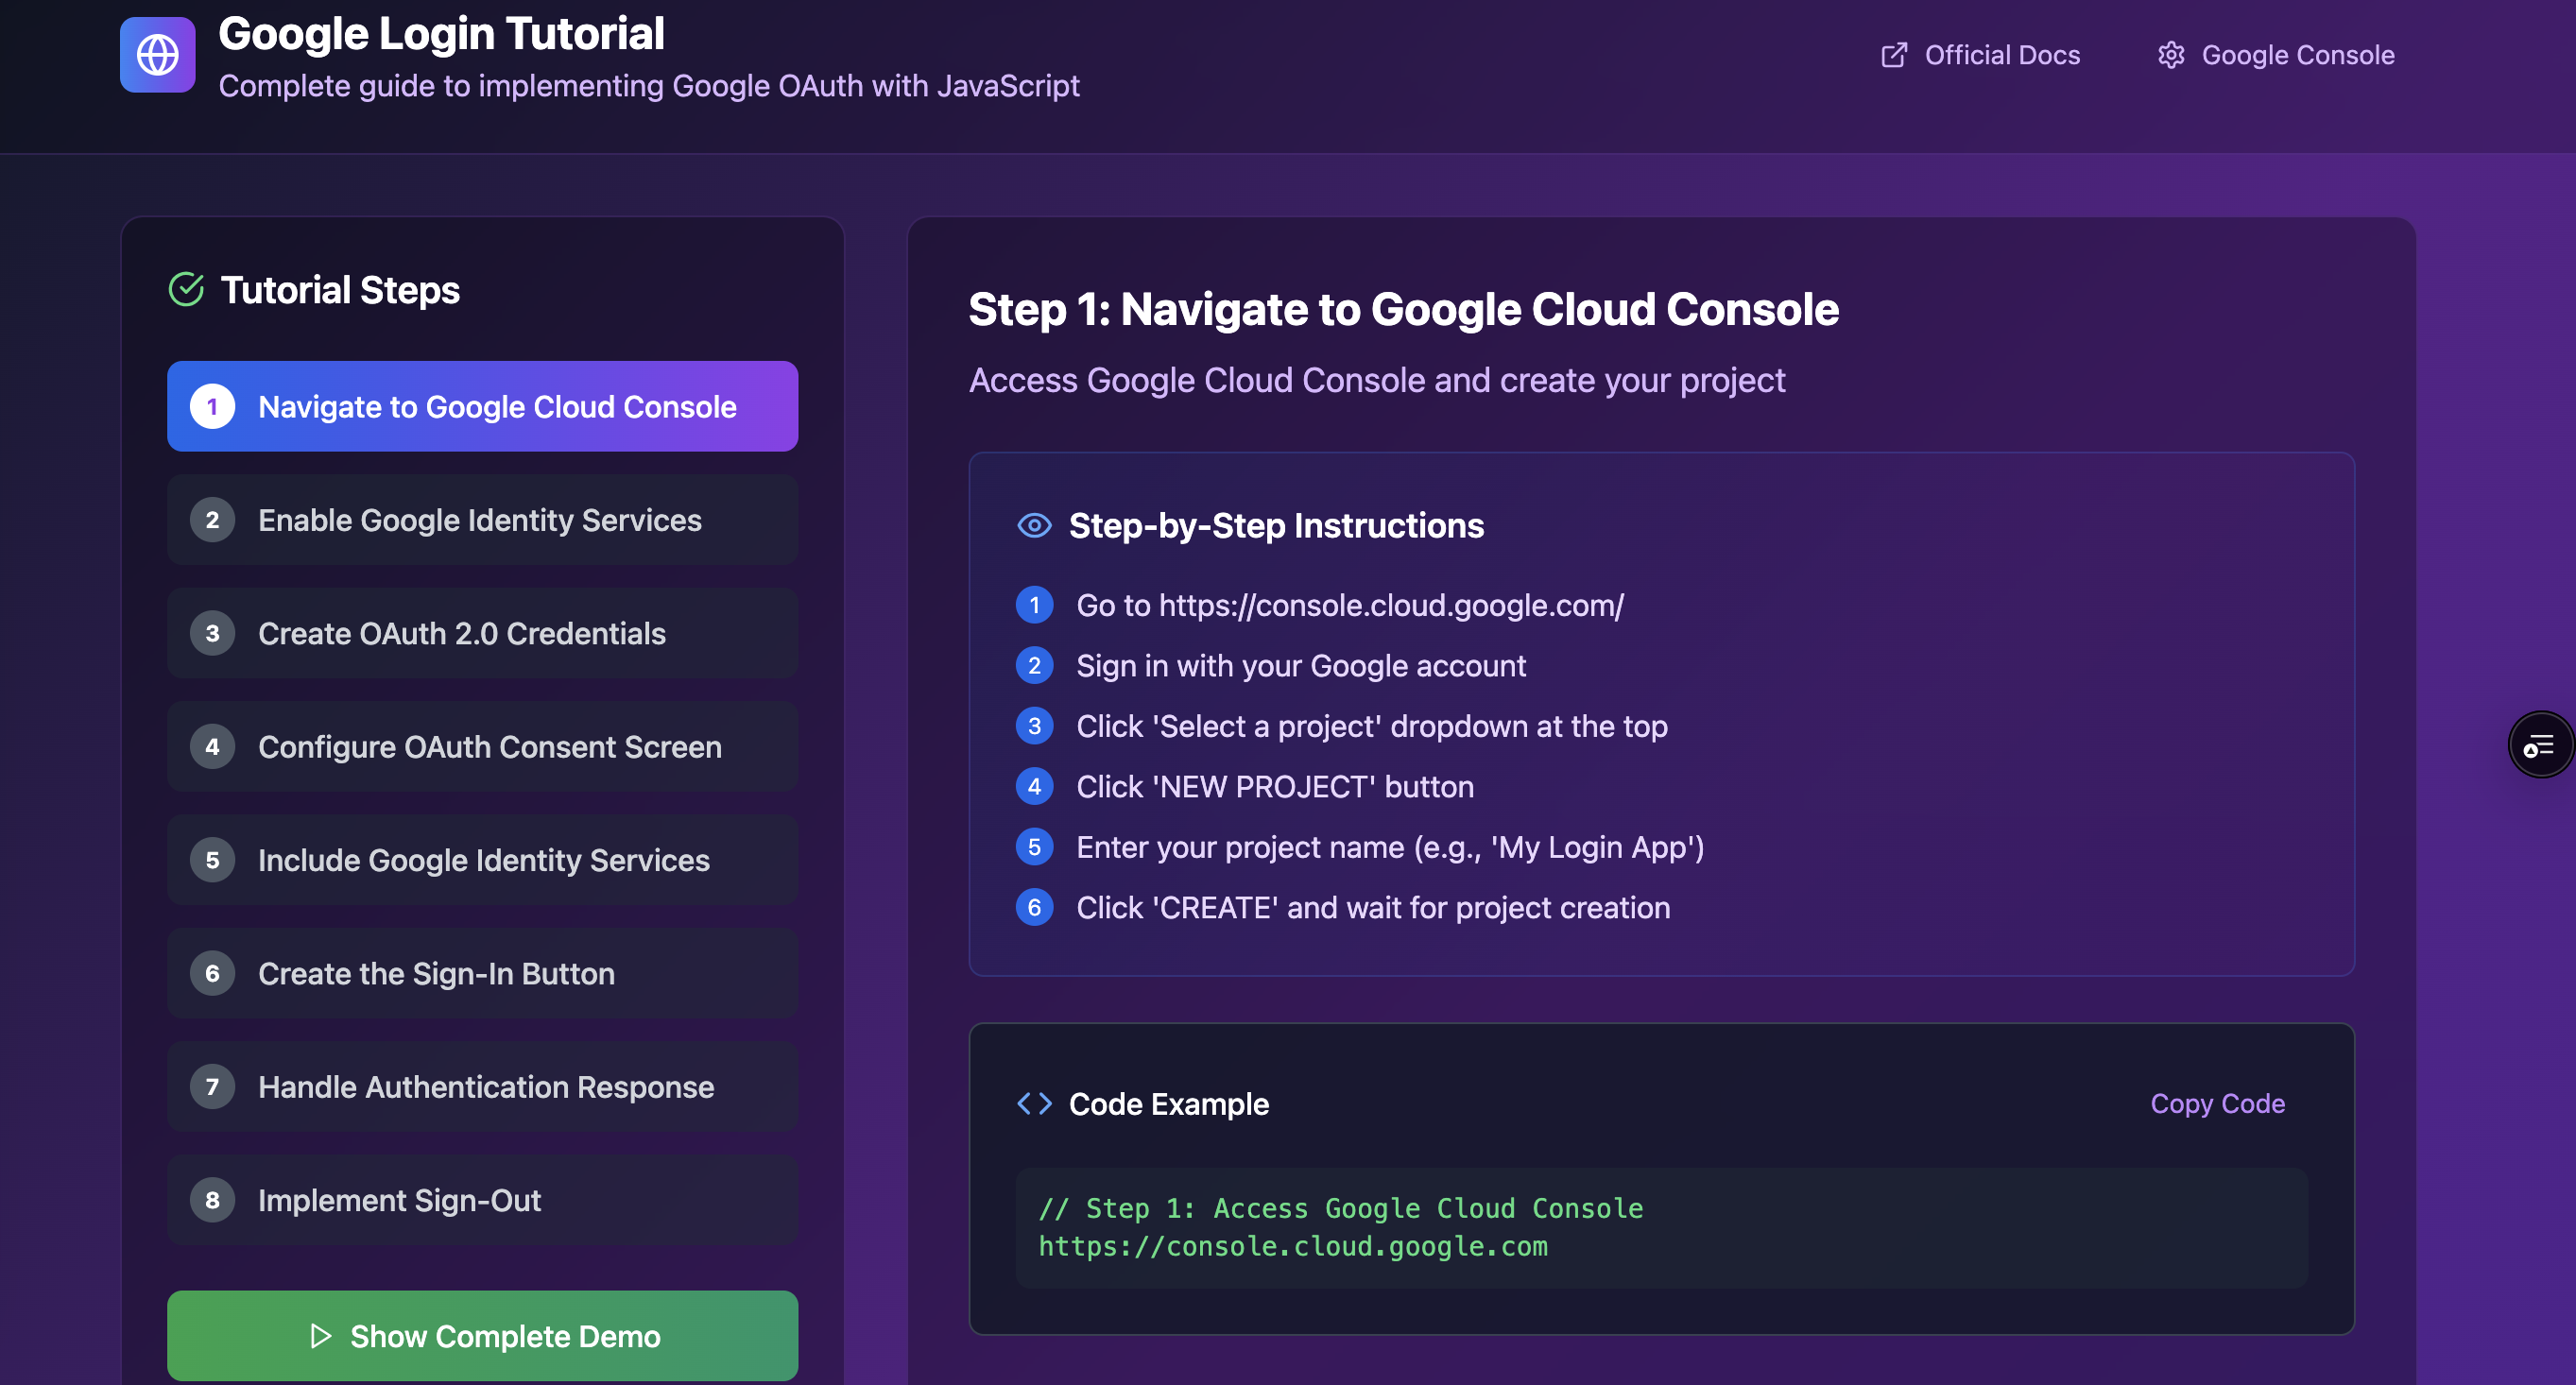 Google Login Tutorial
Complete guide to implementing Google OAuth with JavaScript
Official Docs
Google Console
Tutorial Steps
1 Navigate to Google Cloud Console
2 Enable Google Identity Services
3 Create OAuth 2.0 Credentials
4 Configure OAuth Consent Screen
5 Include Google Identity Services
6 Create the Sign-In Button
7 Handle Authentication Response
8 Implement Sign-Out
Show Complete Demo
Step 1: Navigate to Google Cloud Console
Access Google Cloud Console and create your project
Step-by-Step Instructions
1 Go to https://console.cloud.google.com/
2 Sign in with your Google account
3 Click 'Select a project' dropdown at the top
4 Click 'NEW PROJECT' button
5 Enter your project name (e.g., 'My Login App')
6 Click 'CREATE' and wait for project creation
Code Example
Copy Code
// Step 1: Access Google Cloud Console
https://console.cloud.google.com